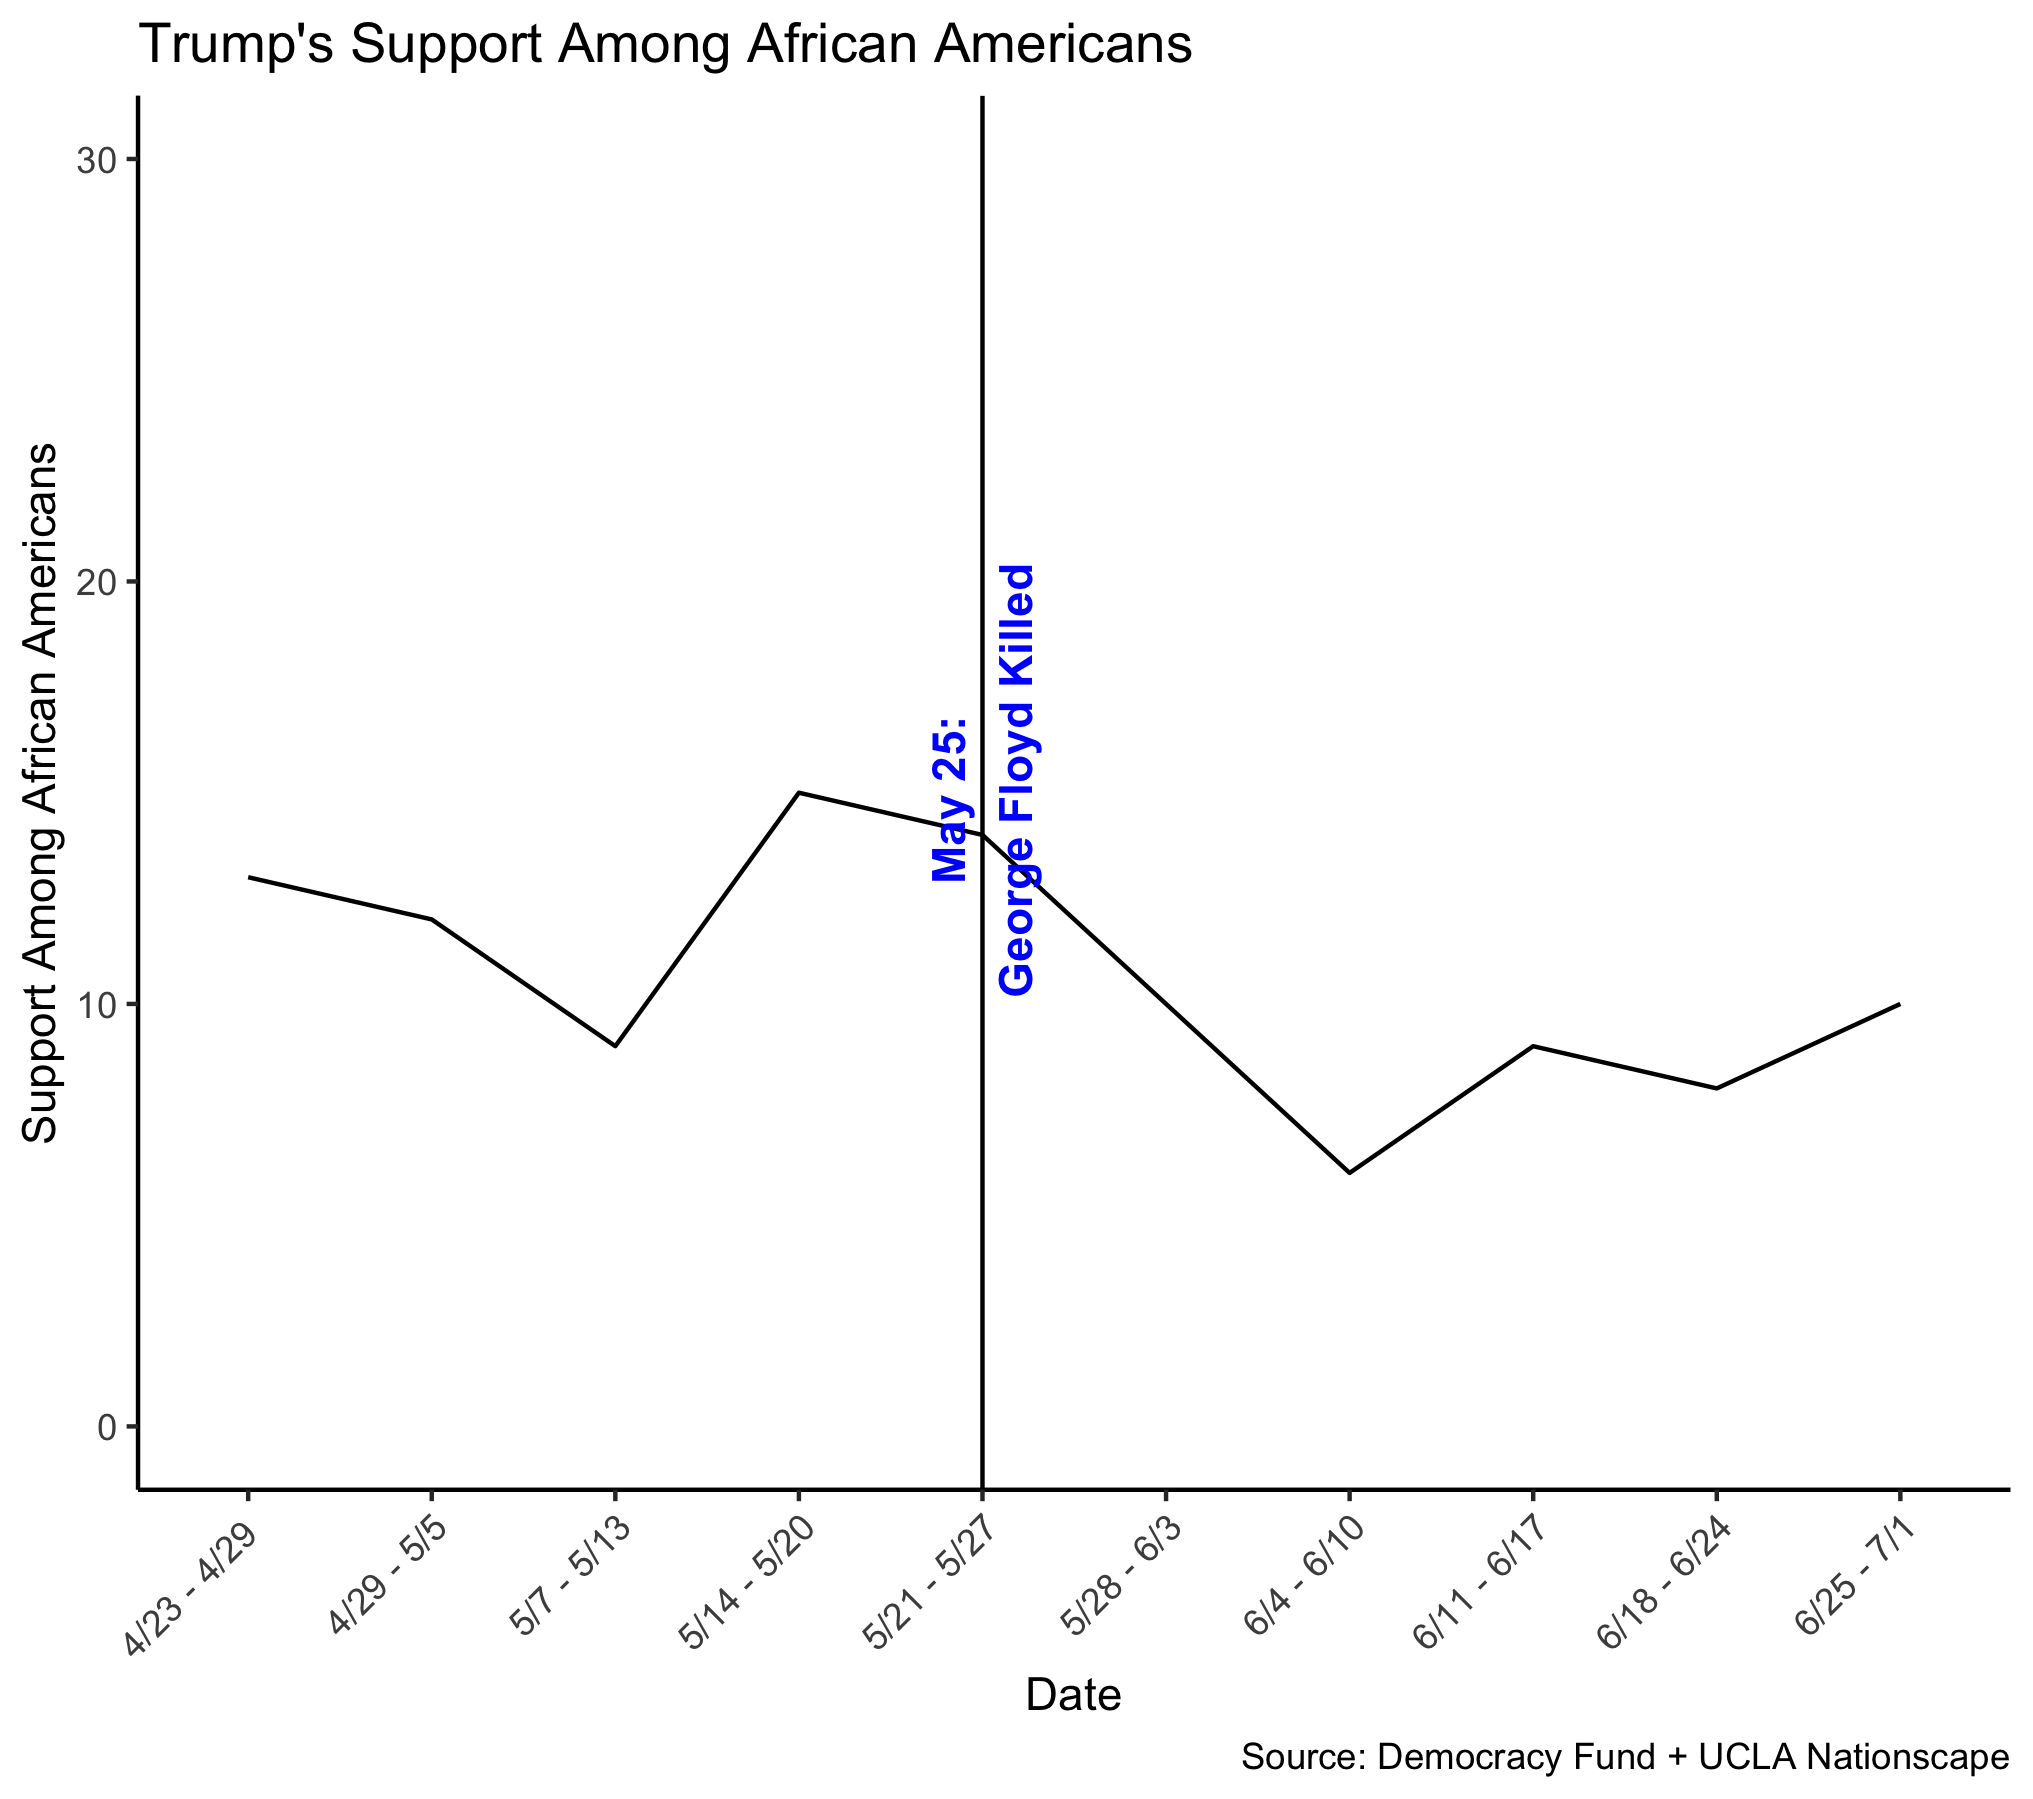 Trump's Support Among African Americans
Support Among African Americans
30
20
10
0
May 25:
George Floyd Killed
4/23 - 4/29
4/29 - 5/5
5/7 - 5/13
5/14 - 5/20
5/21 - 5/27
5/28 - 6/3
6/4 - 6/10
6/11 - 6/17
6/18 - 6/24
6/25 - 7/1
Date
Source: Democracy Fund + UCLA Nationscape